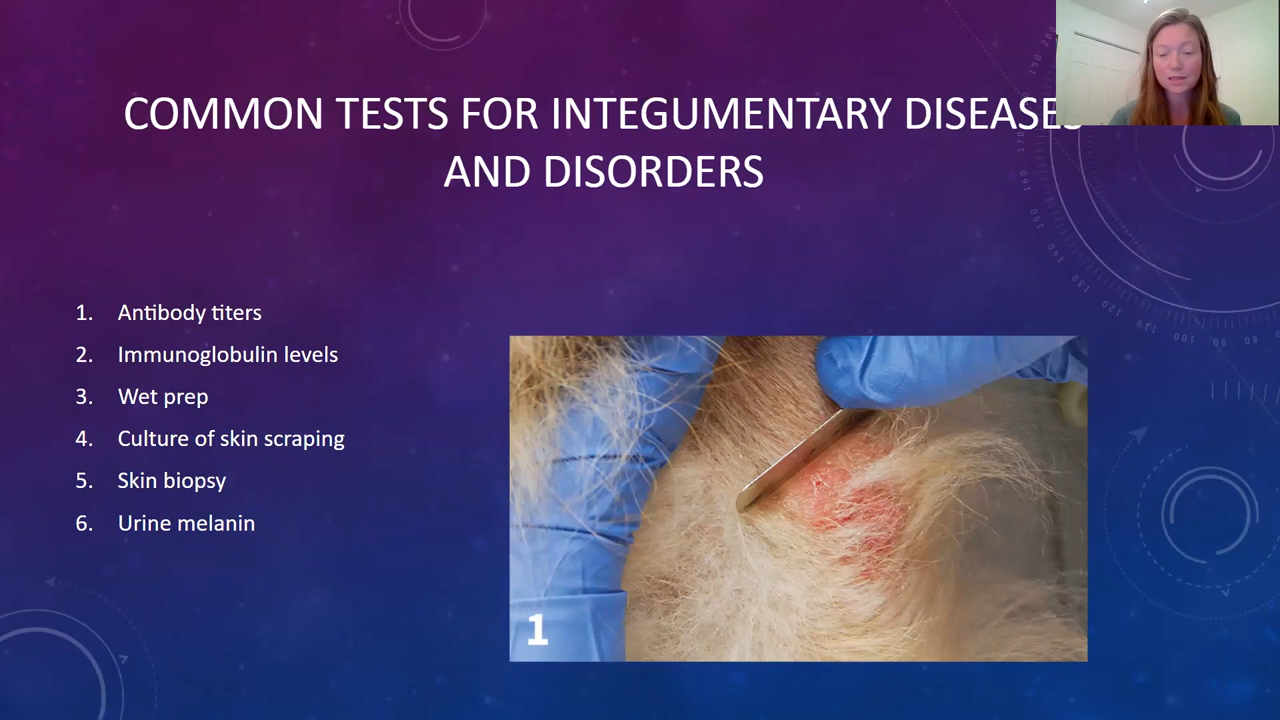 COMMON TESTS FOR INTEGUMENTARY DISEASES
AND DISORDERS
1. Antibody titers
2. Immunoglobulin levels
3. Wet prep
4. Culture of skin scraping
5. Skin biopsy
6. Urine melanin
1